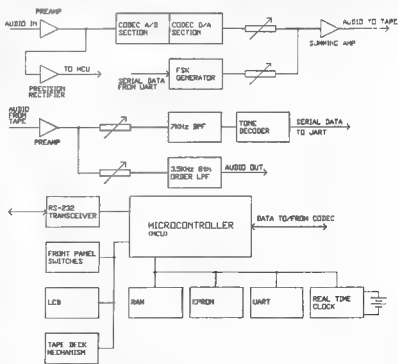 PREAMP
AUDIO IN
CODEC A/D
SECTION
CODEC D/A
SECTION
AUDIO TO TAPE
SUMMING AMP
TO MCU
PRECISION
RECTIFIER
SERIAL DATA
FROM UART
FSK
GENERATOR
AUDIO
FROM
TAPE
PREAMP
7KHz BPF
TONE
DECODER
SERIAL DATA
TO UART
3.5KHz 8th
ORDER LPF
AUDIO OUT
RS-232
TRANSCEIVER
MICROCONTROLLER
(MCU)
DATA TO/FROM CODEC
FRONT PANEL
SWITCHES
LCD
RAM
EPROM
UART
REAL TIME
CLOCK
TAPE DECK
MECHANISM